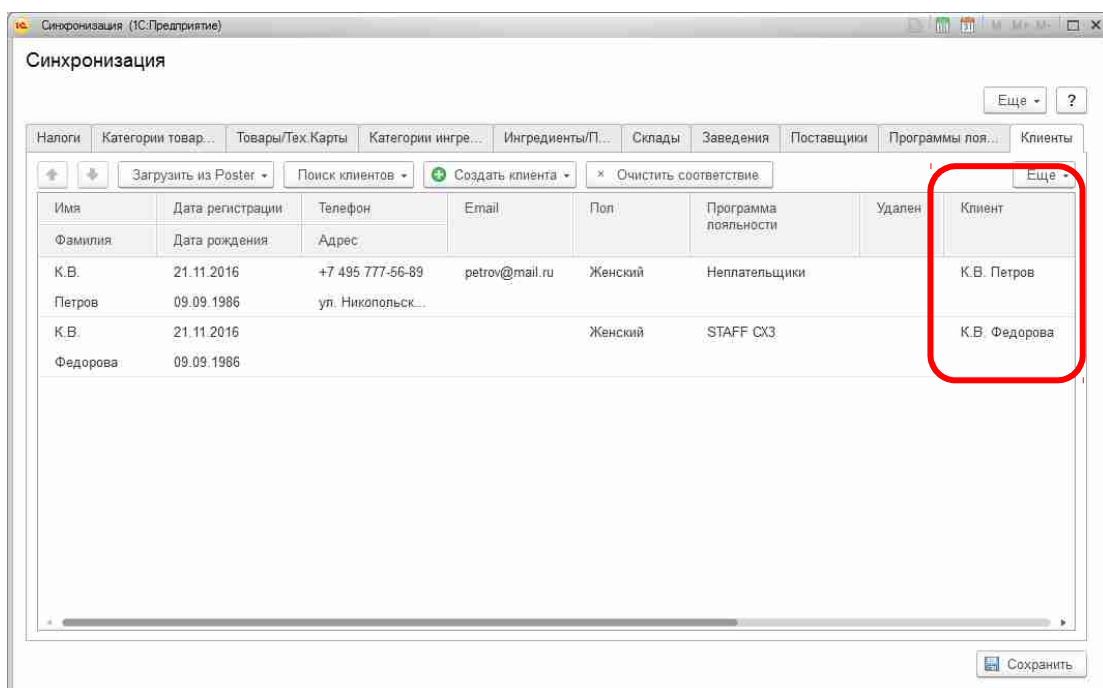 1С Синхронизация (1С:Предприятие) 31 M M+ M-
Синхронизация
Еще ?
Налоги Категории товар... Товары/Тех.Карты Категории ингре... Ингредиенты/П... Склады Заведения Поставщики Программы лоя... Клиенты
Загрузить из Poster Поиск клиентов Создать клиента × Очистить соответствие Еще
Имя Дата регистрации Телефон Email Пол Программа лояльности Удален Клиент
Фамилия Дата рождения Адрес
К.В. 21.11.2016 +7 495 777-56-89 petrov@mail.ru Женский Неплательщики К.В. Петров
Петров 09.09.1986 ул. Никопольск...
К.В. 21.11.2016 Женский STAFF СХЗ К.В. Федорова
Федорова 09.09.1986
Сохранить